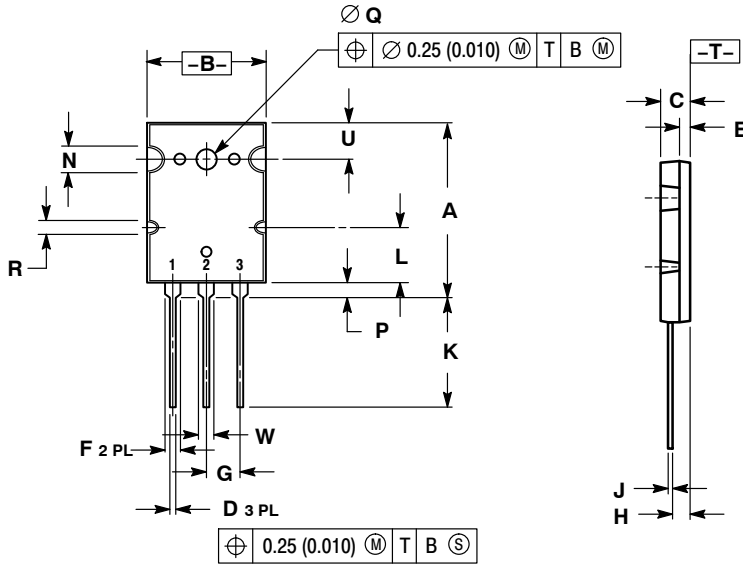 Ø Q
⌖ Ø 0.25 (0.010) Ⓜ T B Ⓜ
–B–
–T–
C
E
U
N
A
L
R
1 2 3
P
K
F 2 PL
W
G
D 3 PL
J
H
⌖ 0.25 (0.010) Ⓜ T B Ⓢ